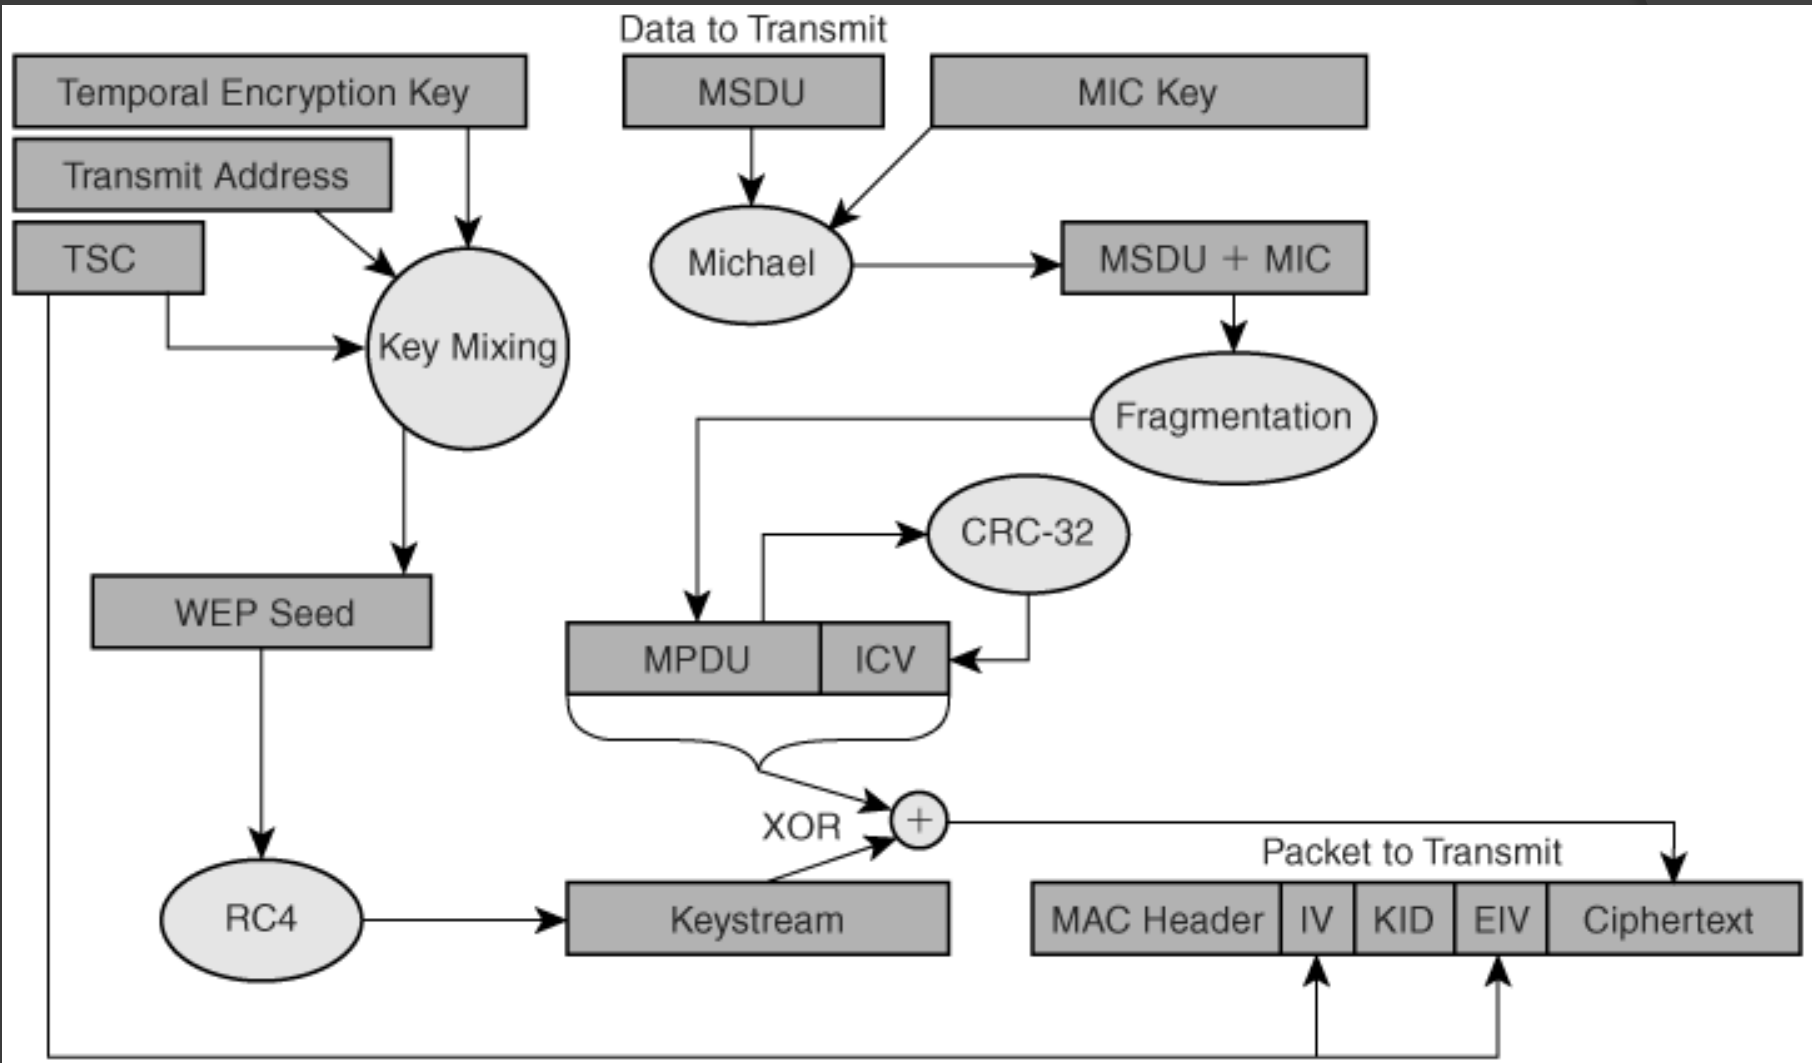 Data to Transmit
Temporal Encryption Key
MSDU
MIC Key
Transmit Address
TSC
Michael
MSDU + MIC
Key Mixing
Fragmentation
CRC-32
WEP Seed
MPDU
ICV
XOR
+
Packet to Transmit
RC4
Keystream
MAC Header
IV
KID
EIV
Ciphertext